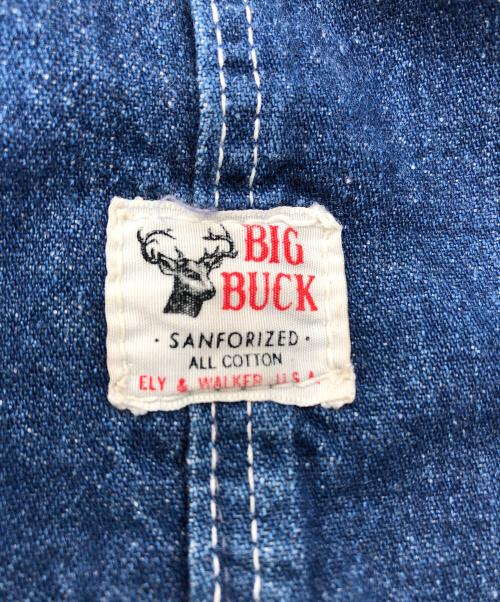 BIG
BUCK
· SANFORIZED ·
ALL COTTON
ELY & WALKER U.S.A.